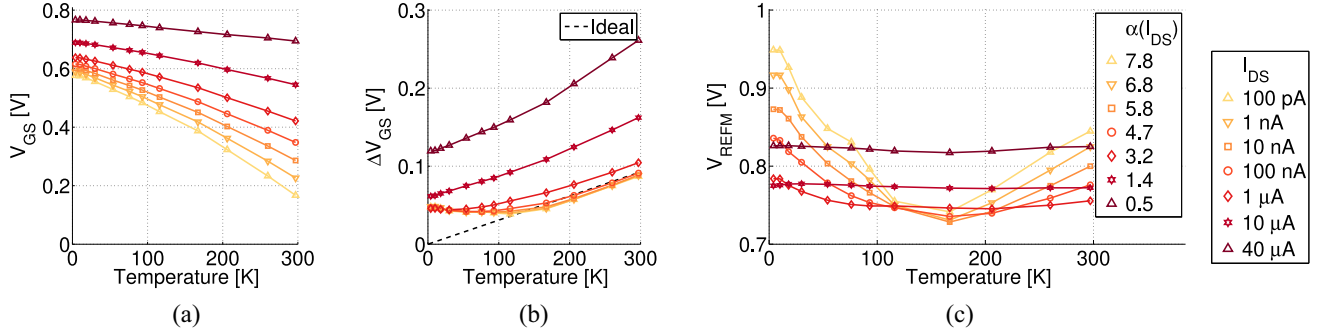 0.8
0.6
0.4
0.2
0
V_GS [V]
0 100 200 300
Temperature [K]
(a)
0.3
0.2
0.1
0
ΔV_GS [V]
Ideal
0 100 200 300
Temperature [K]
(b)
1
0.9
0.8
0.7
V_REFM [V]
0 100 200 300
Temperature [K]
(c)
α(I_DS)
7.8
6.8
5.8
4.7
3.2
1.4
0.5
I_DS
100 pA
1 nA
10 nA
100 nA
1 μA
10 μA
40 μA